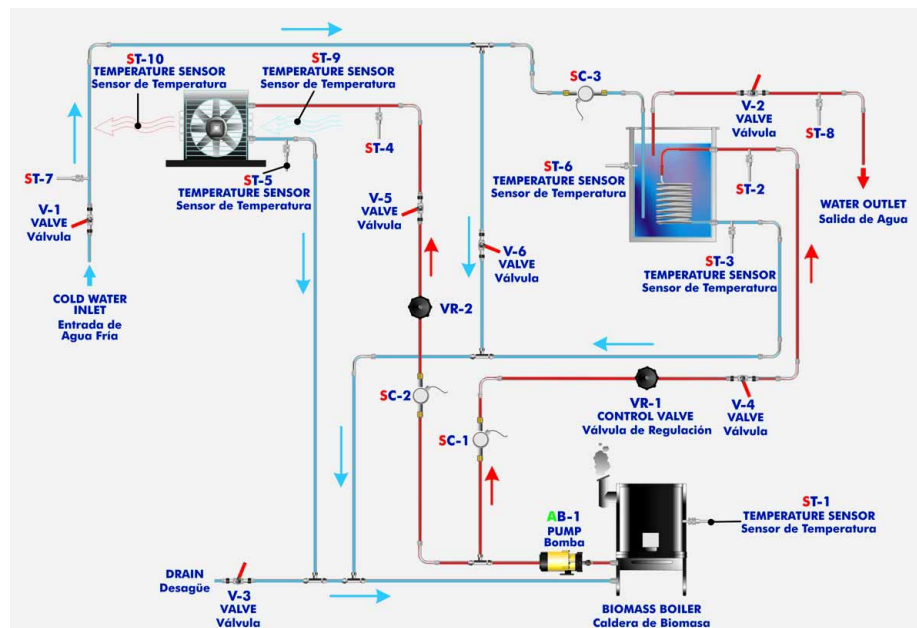 ST-10
TEMPERATURE SENSOR
Sensor de Temperatura
ST-9
TEMPERATURE SENSOR
Sensor de Temperatura
SC-3
V-2
VALVE
Válvula
ST-8
ST-4
ST-7
ST-5
TEMPERATURE SENSOR
Sensor de Temperatura
ST-6
TEMPERATURE SENSOR
Sensor de Temperatura
ST-2
WATER OUTLET
Salida de Agua
V-1
VALVE
Válvula
V-5
VALVE
Válvula
V-6
VALVE
Válvula
ST-3
TEMPERATURE SENSOR
Sensor de Temperatura
COLD WATER
INLET
Entrada de
Agua Fría
VR-2
SC-2
VR-1
CONTROL VALVE
Válvula de Regulación
V-4
VALVE
Válvula
SC-1
ST-1
TEMPERATURE SENSOR
Sensor de Temperatura
AB-1
PUMP
Bomba
DRAIN
Desagüe
V-3
VALVE
Válvula
BIOMASS BOILER
Caldera de Biomasa